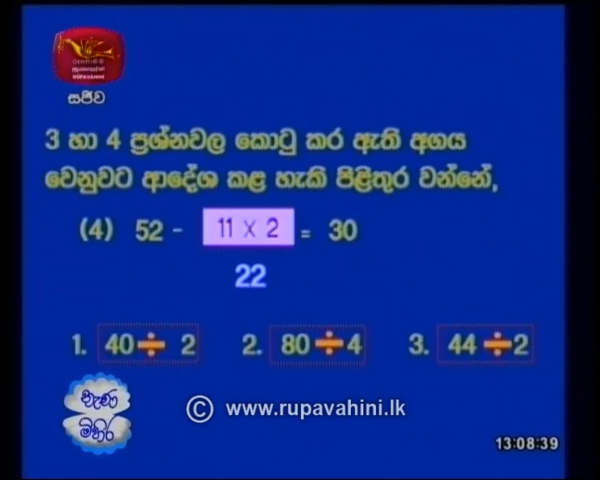 RUPAVAHINI
සජීව
3 හා 4 ප්‍රශ්නවල කොටු කර ඇති අගය
වෙනුවට ආදේශ කළ හැකි පිළිතුර වන්නේ,
(4) 52 - 11 X 2 = 30
22
1. 40 ÷ 2 2. 80 ÷ 4 3. 44 ÷ 2
නැණ
මිහිර
© www.rupavahini.lk
13:08:39